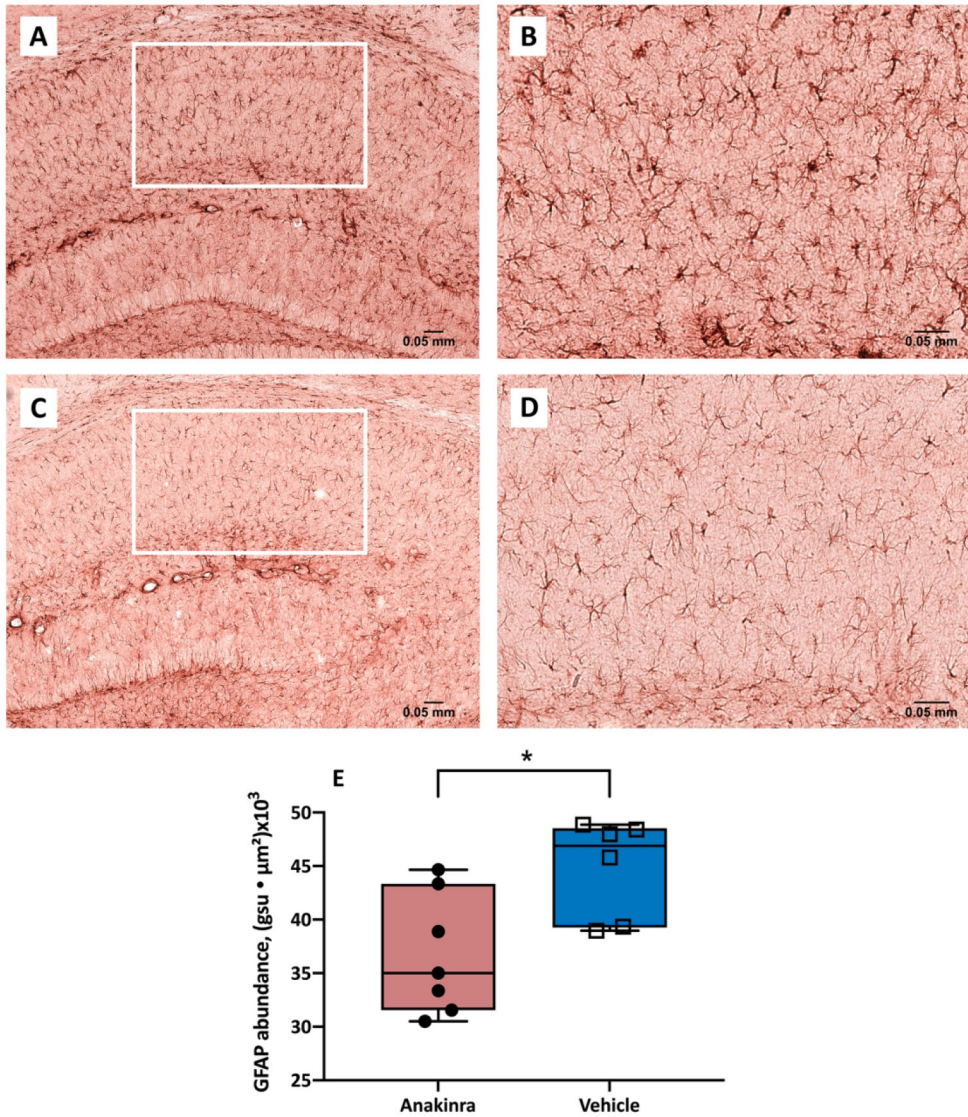 A
B
0.05 mm
0.05 mm
C
D
0.05 mm
0.05 mm
E
*
GFAP abundance, (gsu • µm²)x10³
50
45
40
35
30
25
Anakinra
Vehicle